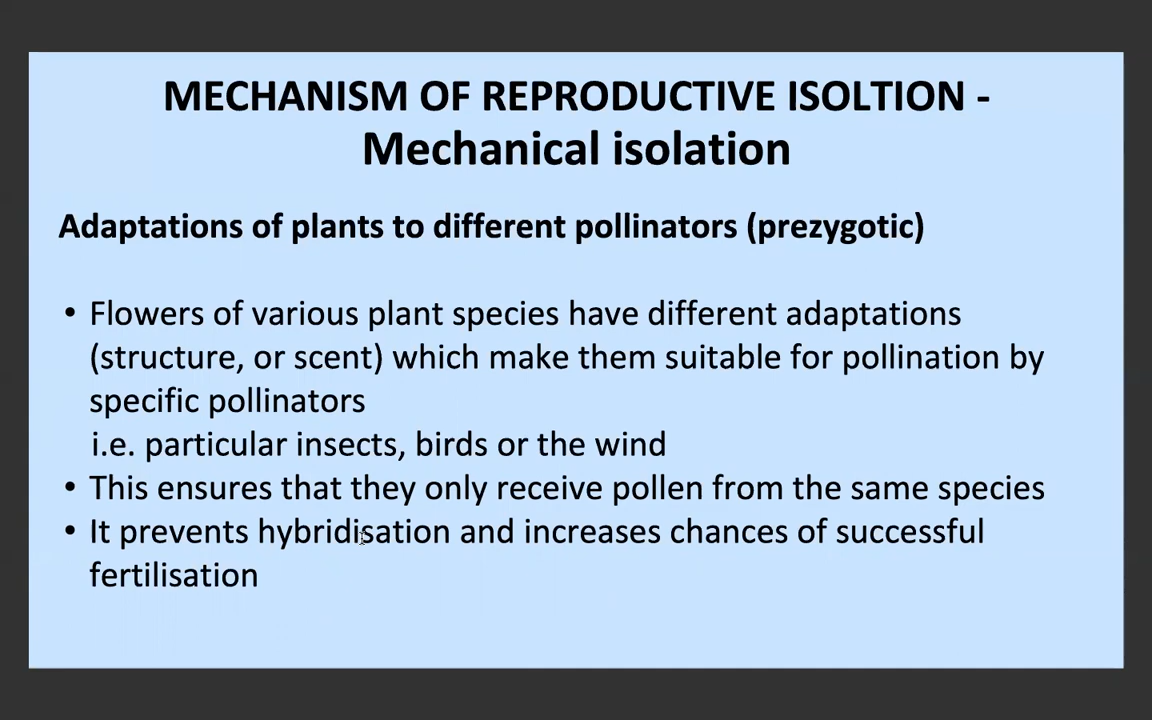 MECHANISM OF REPRODUCTIVE ISOLTION -
Mechanical isolation
Adaptations of plants to different pollinators (prezygotic)
• Flowers of various plant species have different adaptations
(structure, or scent) which make them suitable for pollination by
specific pollinators
i.e. particular insects, birds or the wind
• This ensures that they only receive pollen from the same species
• It prevents hybridisation and increases chances of successful
fertilisation